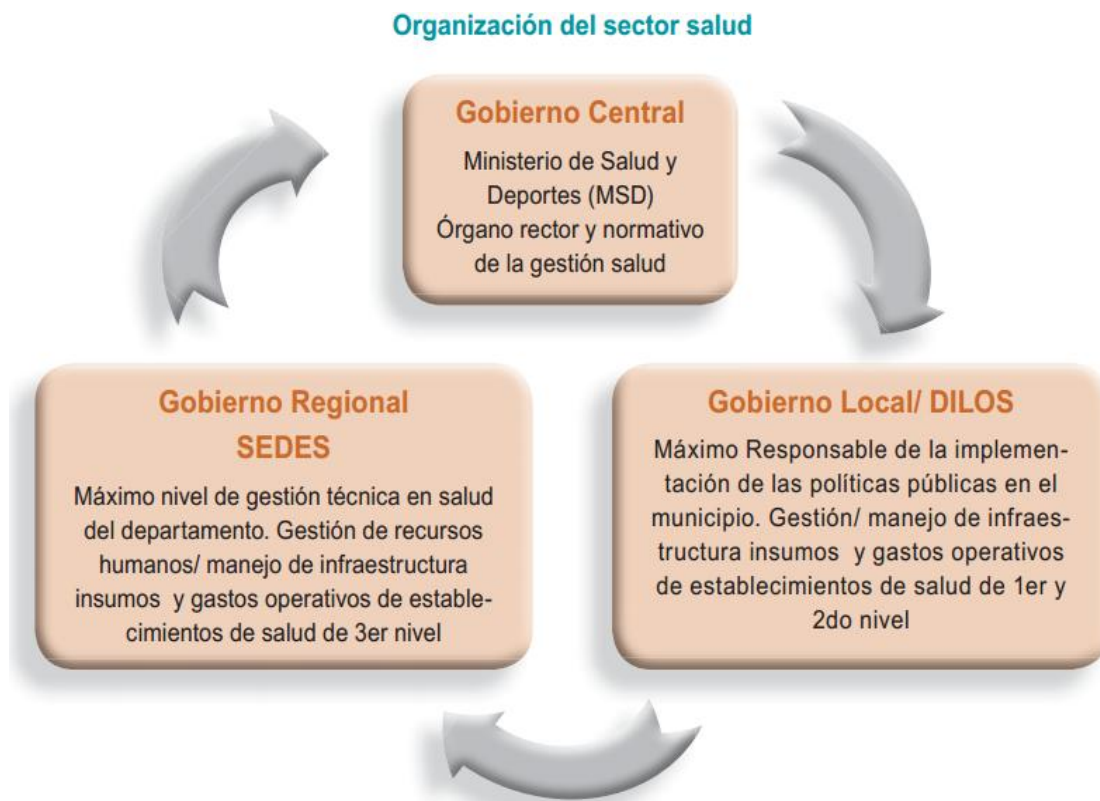 Organización del sector salud
Gobierno Central
Ministerio de Salud y
Deportes (MSD)
Órgano rector y normativo
de la gestión salud
Gobierno Regional
SEDES
Máximo nivel de gestión técnica en salud
del departamento. Gestión de recursos
humanos/ manejo de infraestructura
insumos y gastos operativos de estable-
cimientos de salud de 3er nivel
Gobierno Local/ DILOS
Máximo Responsable de la implemen-
tación de las políticas públicas en el
municipio. Gestión/ manejo de infraes-
tructura insumos y gastos operativos
de establecimientos de salud de 1er y
2do nivel